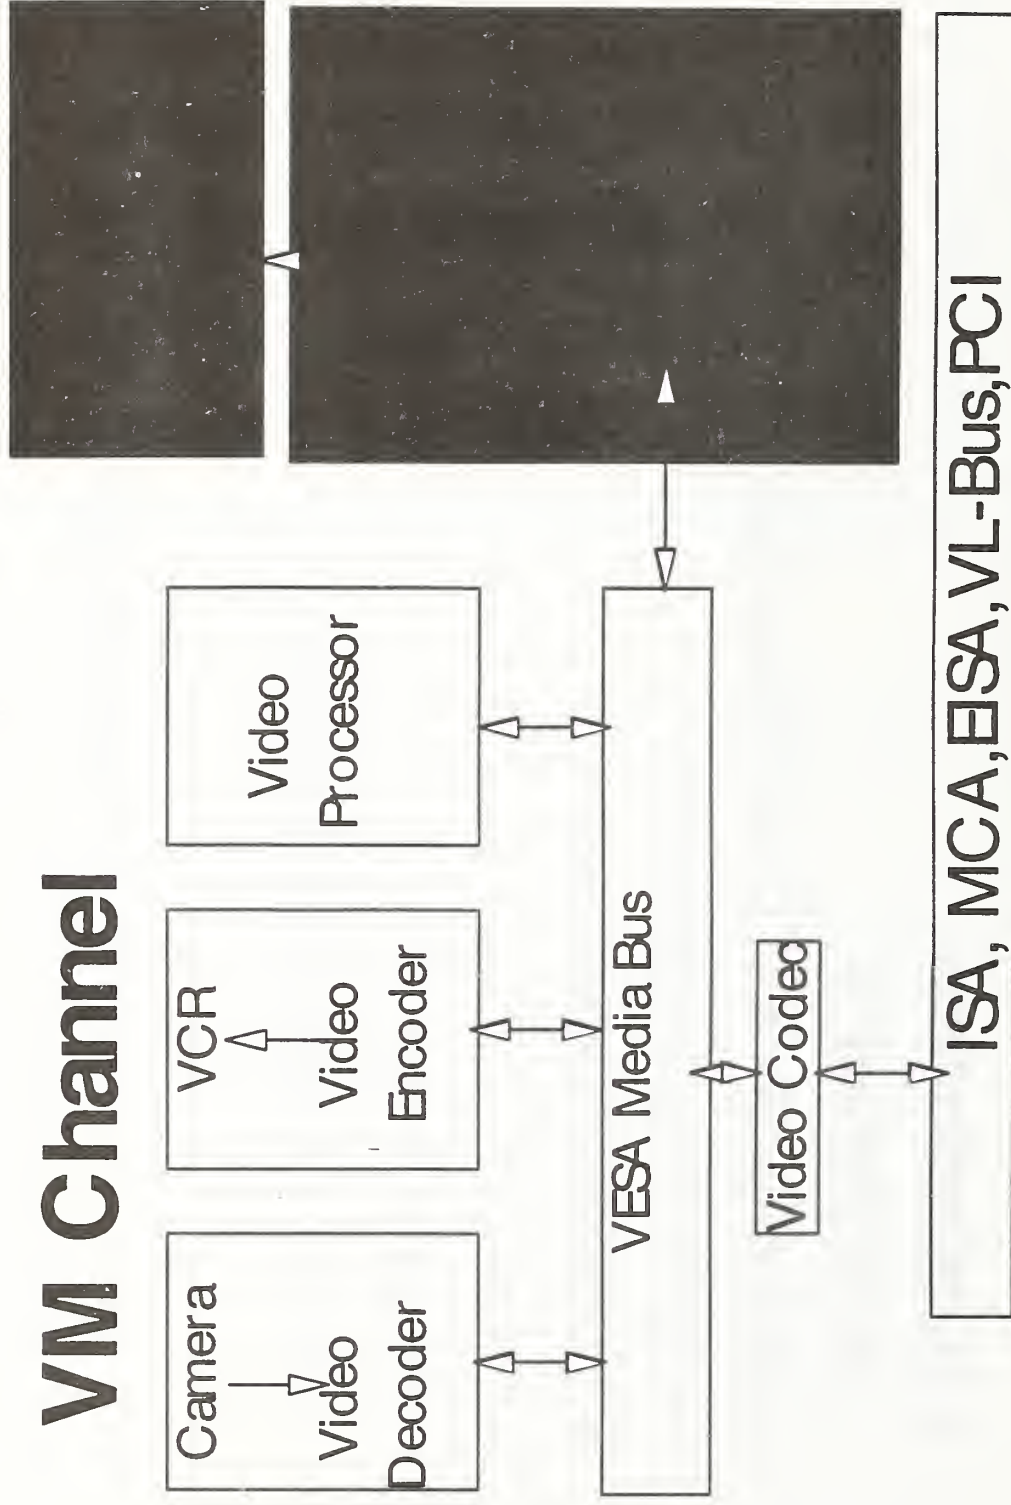 VM Channel
Camera
Video
Decoder
VCR
Video
Encoder
Video
Processor
VESA Media Bus
Video Codec
ISA, MCA,EISA,VL-Bus,PCI